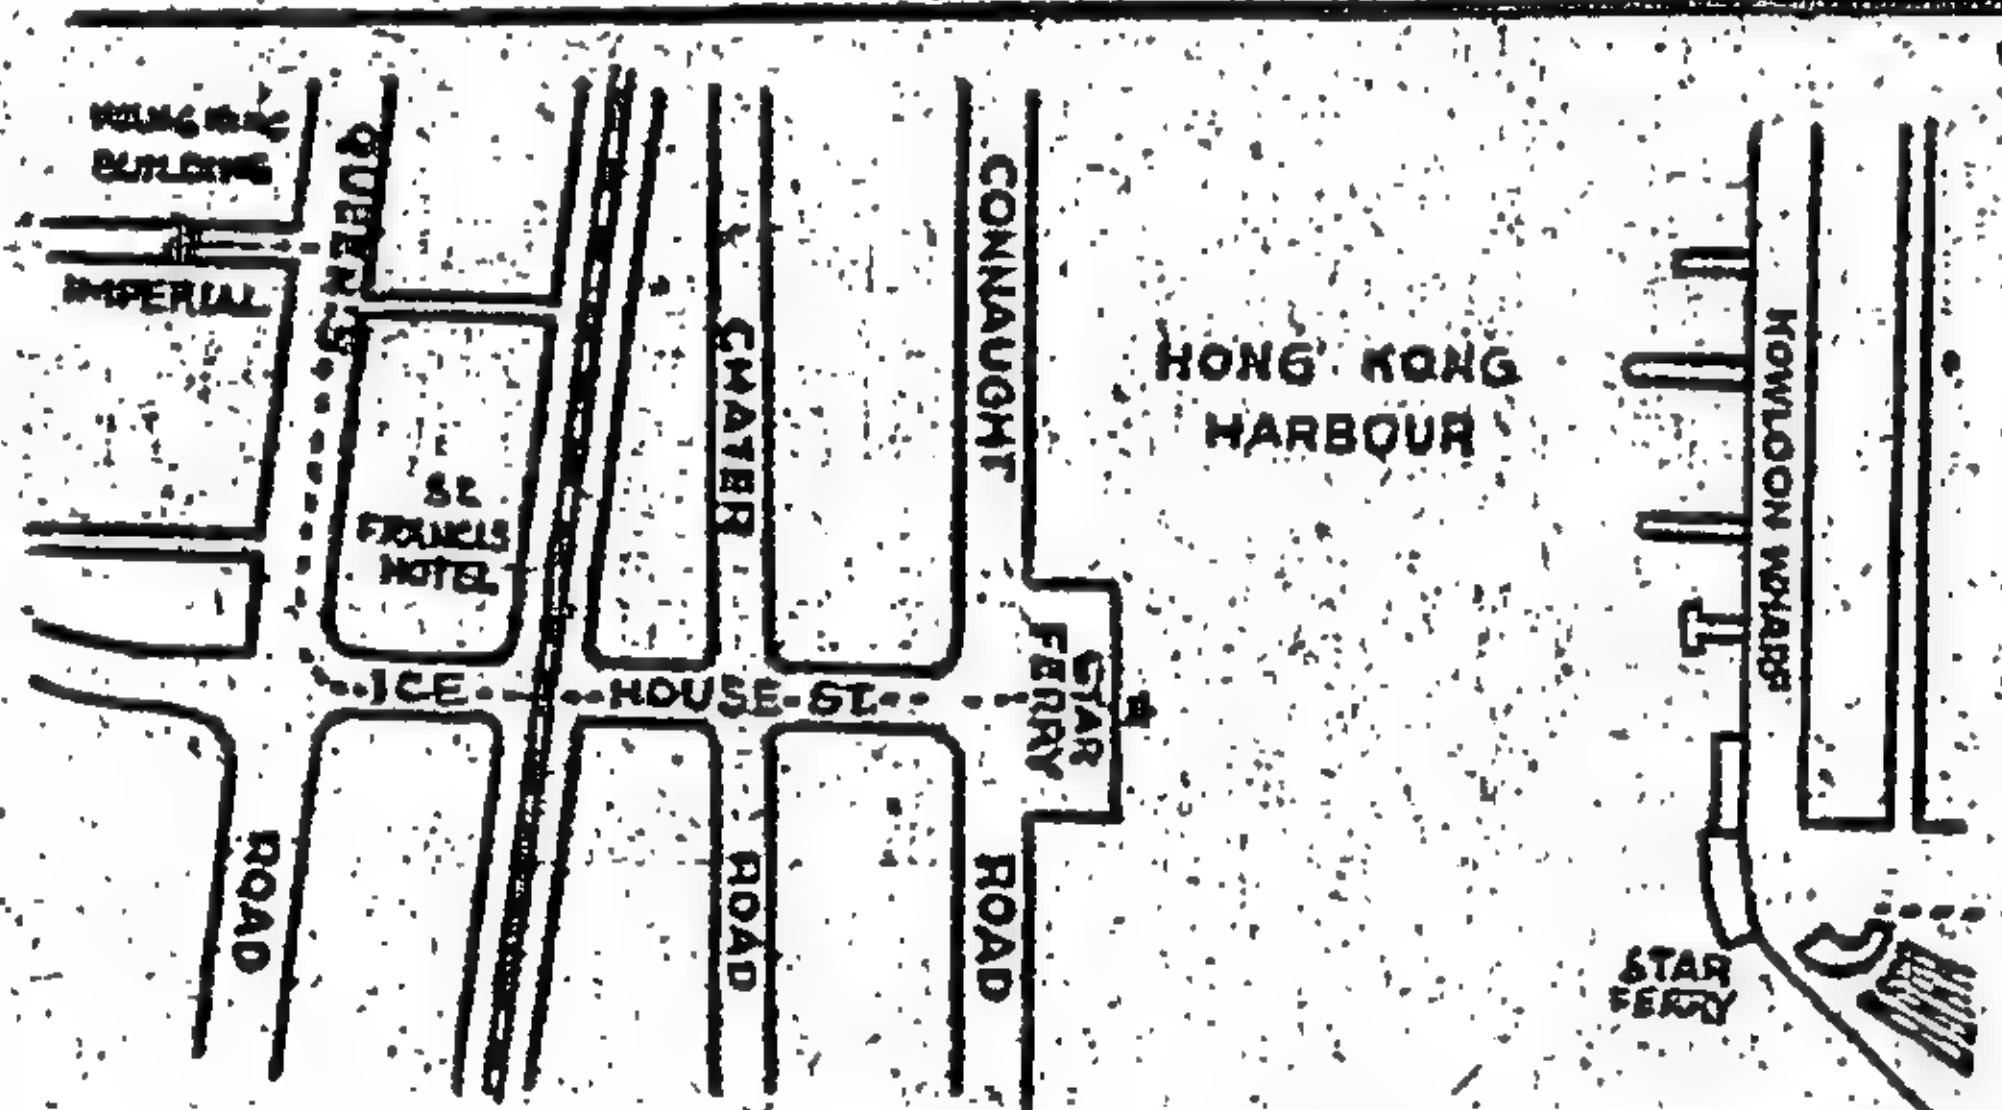 BUILDING
IMPERIAL
QUEEN'S
ROAD
ST.
FRANCIS
HOTEL
ICE HOUSE ST.
CHATER
ROAD
CONNAUGHT
ROAD
STAR
FERRY
HONG KONG
HARBOUR
KOWLOON WHARF
STAR
FERRY